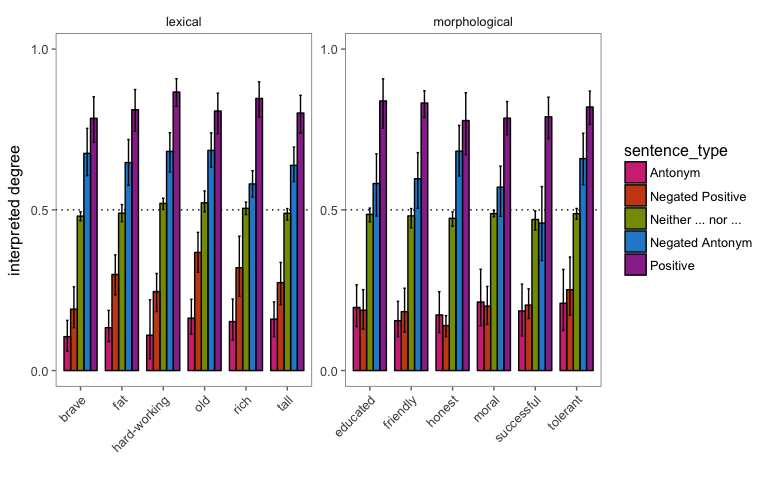 lexical
morphological
interpreted degree
1.0
0.5
0.0
1.0
0.5
0.0
brave
fat
hard-working
old
rich
tall
educated
friendly
honest
moral
successful
tolerant
sentence_type
Antonym
Negated Positive
Neither ... nor ...
Negated Antonym
Positive